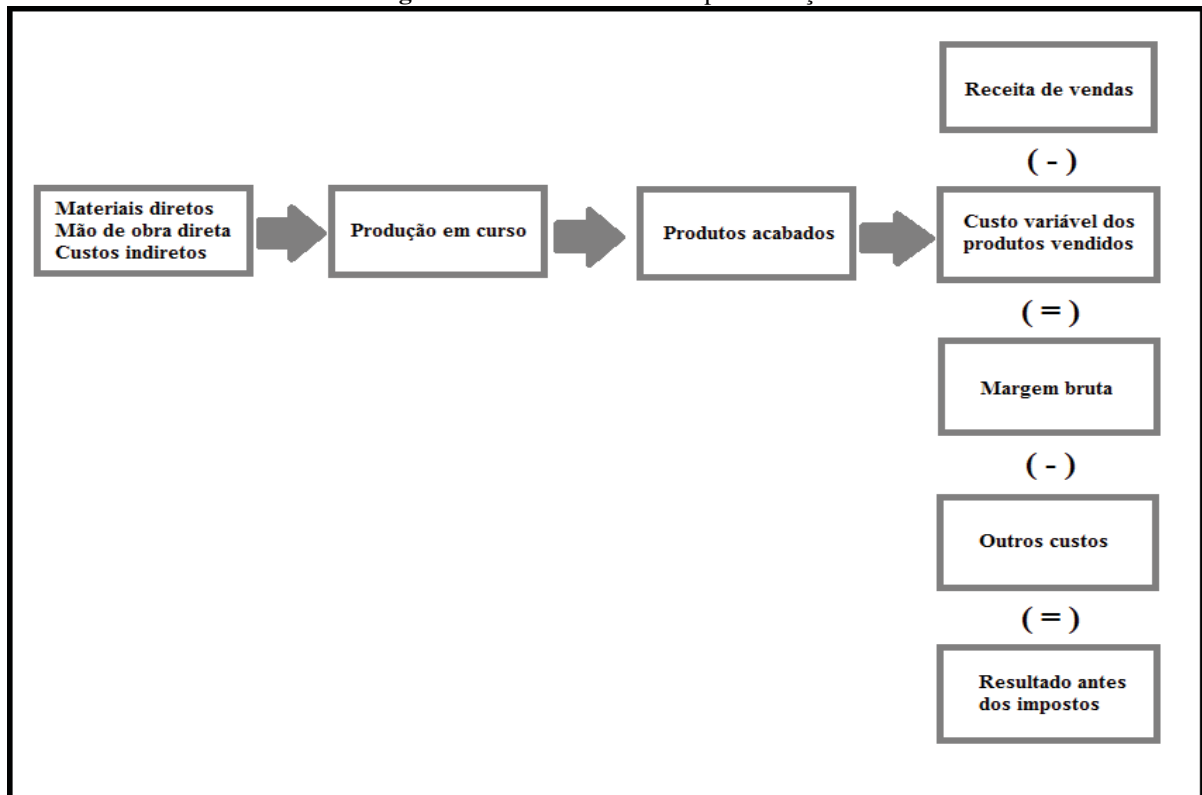 Receita de vendas
( - )
Materiais diretos
Mão de obra direta
Custos indiretos
Produção em curso
Produtos acabados
Custo variável dos
produtos vendidos
( = )
Margem bruta
( - )
Outros custos
( = )
Resultado antes
dos impostos